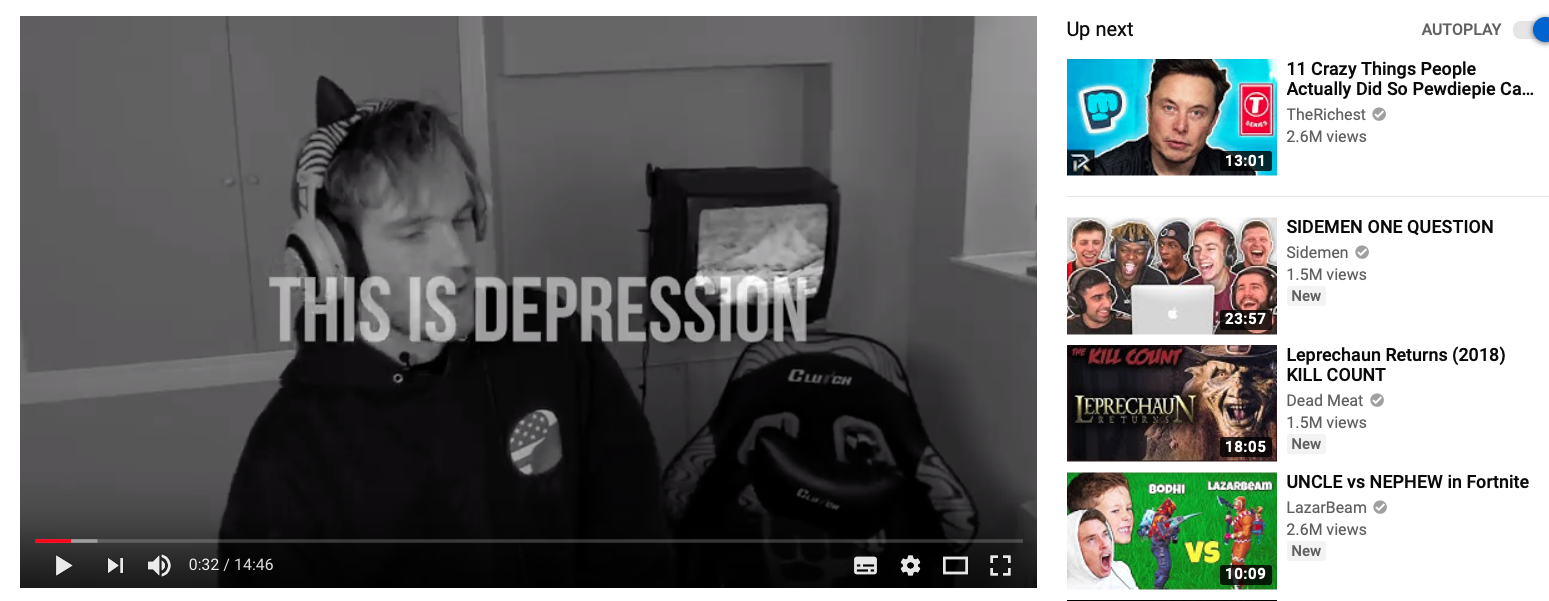 THIS IS DEPRESSION
CLUTCH
CLUTCH
0:32 / 14:46
Up next
AUTOPLAY
T
SERIES
R
13:01
11 Crazy Things People
Actually Did So Pewdiepie Ca...
TheRichest
2.6M views
23:57
SIDEMEN ONE QUESTION
Sidemen
1.5M views
New
THE KILL COUNT
LEPRECHAUN
RETURNS
18:05
Leprechaun Returns (2018)
KILL COUNT
Dead Meat
1.5M views
New
BODHI
LAZARBEAM
VS
10:09
UNCLE vs NEPHEW in Fortnite
LazarBeam
2.6M views
New